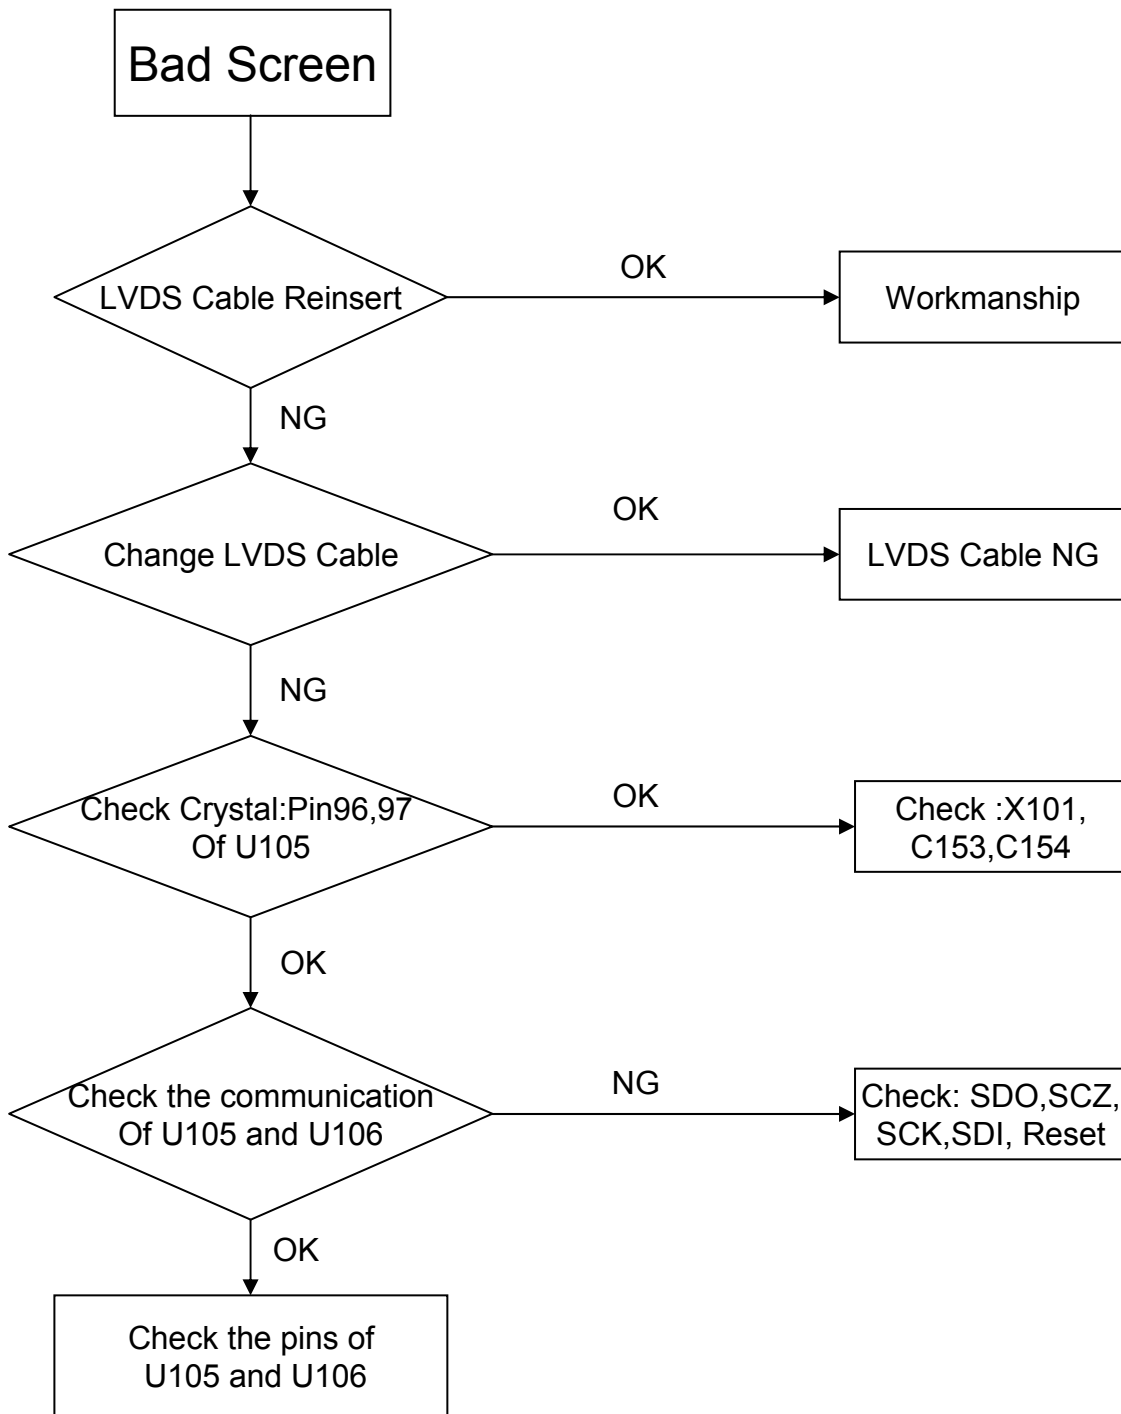 Bad Screen
LVDS Cable Reinsert
OK
Workmanship
NG
Change LVDS Cable
OK
LVDS Cable NG
NG
Check Crystal:Pin96,97
Of U105
OK
Check :X101,
C153,C154
OK
Check the communication
Of U105 and U106
NG
Check: SDO,SCZ,
SCK,SDI, Reset
OK
Check the pins of
U105 and U106